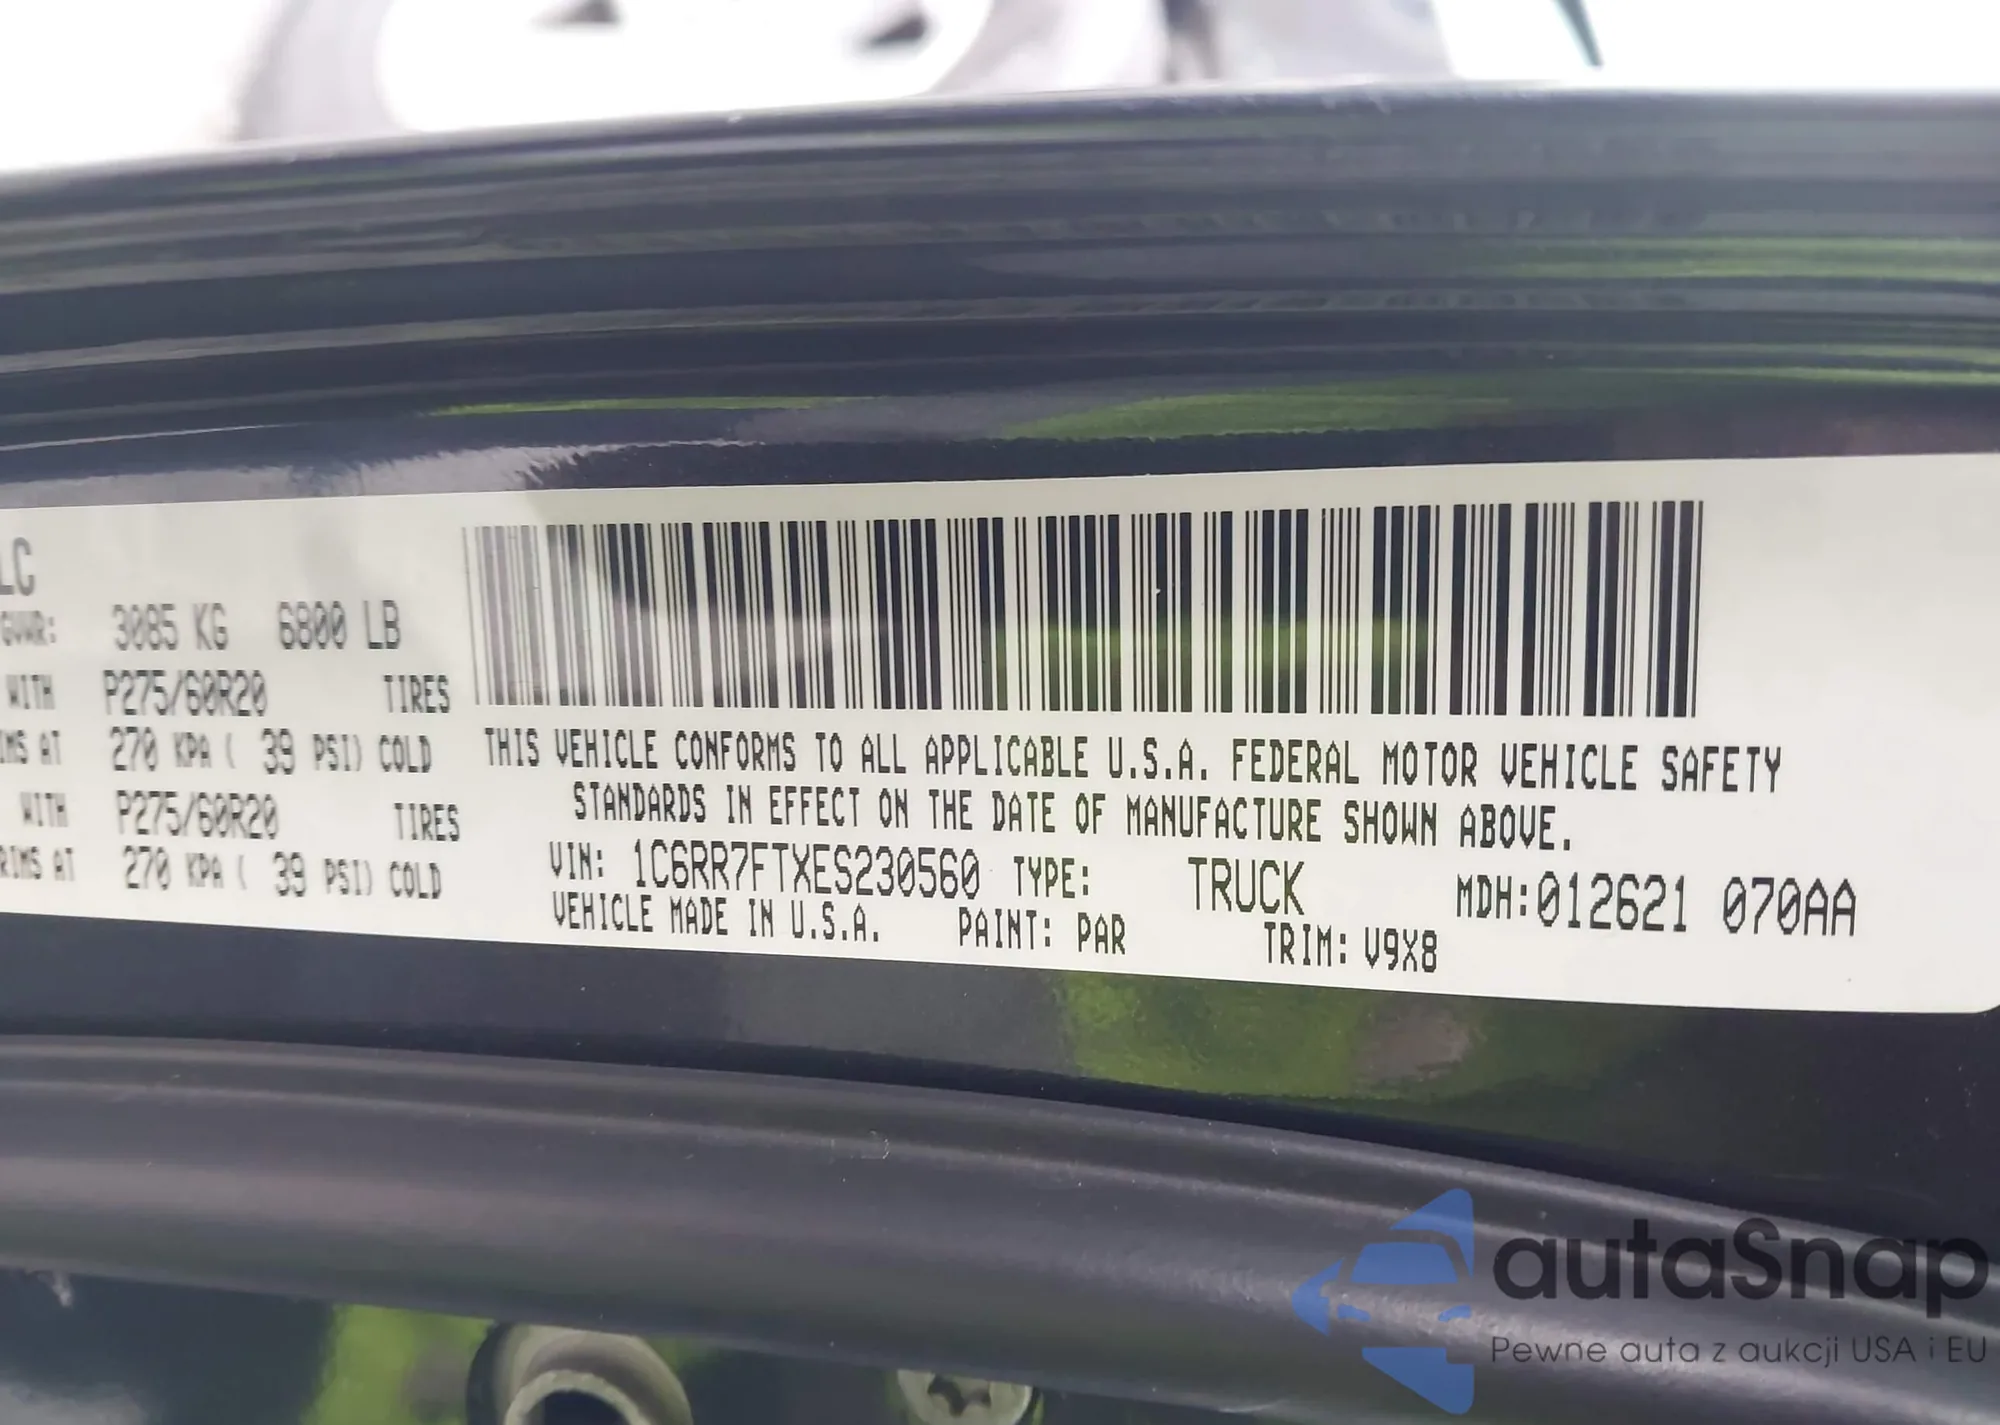 LC
GVWR: 3085 KG 6800 LB
WITH P275/60R20 TIRES
IMS AT 270 KPA ( 39 PSI) COLD
WITH P275/60R20 TIRES
RIMS AT 270 KPA ( 39 PSI) COLD
THIS VEHICLE CONFORMS TO ALL APPLICABLE U.S.A. FEDERAL MOTOR VEHICLE SAFETY
STANDARDS IN EFFECT ON THE DATE OF MANUFACTURE SHOWN ABOVE.
VIN: 1C6RR7FTXES230560 TYPE: TRUCK MDH:012621 070AA
VEHICLE MADE IN U.S.A. PAINT: PAR TRIM: V9X8
autaSnap
Pewne auta z aukcji USA i EU